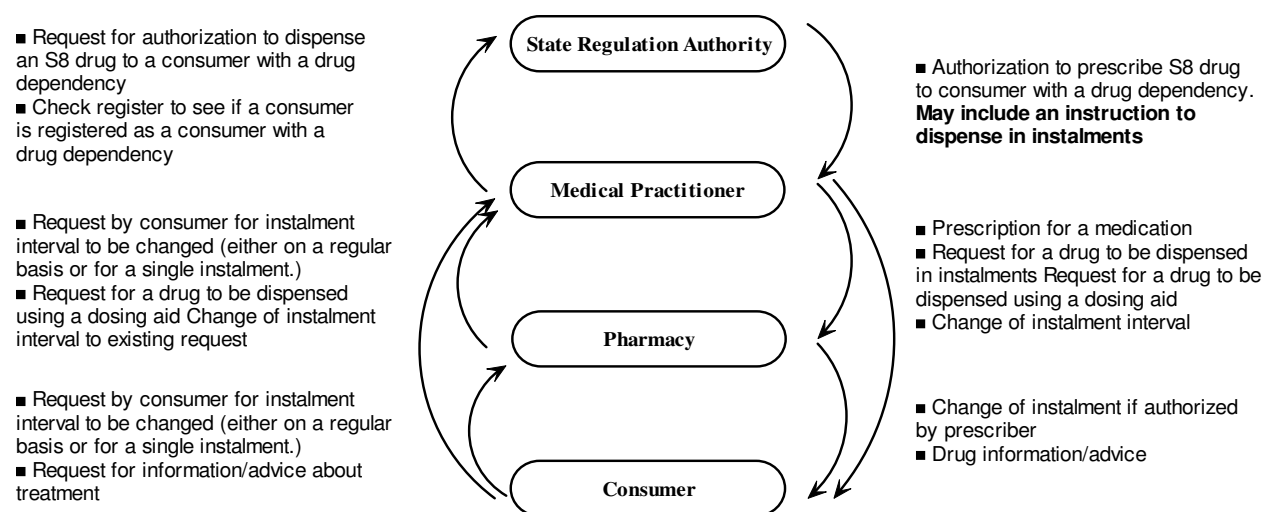 ■ Request for authorization to dispense
an S8 drug to a consumer with a drug
dependency
■ Check register to see if a consumer
is registered as a consumer with a
drug dependency
■ Request by consumer for instalment
interval to be changed (either on a regular
basis or for a single instalment.)
■ Request for a drug to be dispensed
using a dosing aid Change of instalment
interval to existing request
■ Request by consumer for instalment
interval to be changed (either on a regular
basis or for a single instalment.)
■ Request for information/advice about
treatment
State Regulation Authority
Medical Practitioner
Pharmacy
Consumer
■ Authorization to prescribe S8 drug
to consumer with a drug dependency.
May include an instruction to
dispense in instalments
■ Prescription for a medication
■ Request for a drug to be dispensed
in instalments Request for a drug to be
dispensed using a dosing aid
■ Change of instalment interval
■ Change of instalment if authorized
by prescriber
■ Drug information/advice